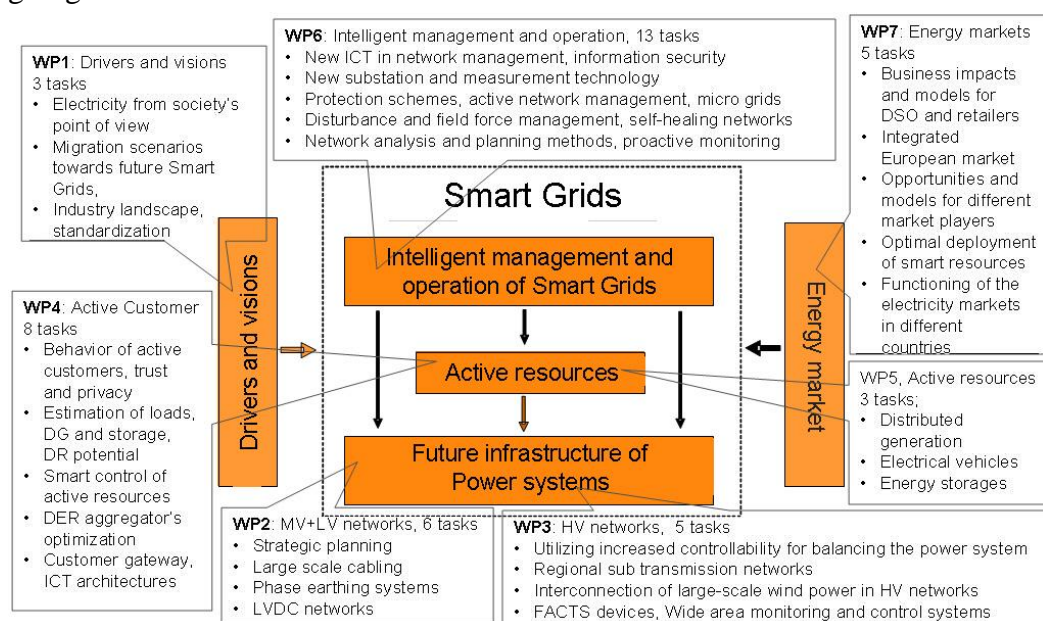 WP1: Drivers and visions
3 tasks
• Electricity from society's
point of view
• Migration scenarios
towards future Smart
Grids,
• Industry landscape,
standardization
WP6: Intelligent management and operation, 13 tasks
• New ICT in network management, information security
• New substation and measurement technology
• Protection schemes, active network management, micro grids
• Disturbance and field force management, self-healing networks
• Network analysis and planning methods, proactive monitoring
WP7: Energy markets
5 tasks
• Business impacts
and models for
DSO and retailers
• Integrated
European market
• Opportunities and
models for different
market players
• Optimal deployment
of smart resources
• Functioning of the
electricity markets
in different
countries
Smart Grids
Intelligent management and
operation of Smart Grids
Active resources
Future infrastructure of
Power systems
Drivers and visions
Energy market
WP4: Active Customer
8 tasks
• Behavior of active
customers, trust
and privacy
• Estimation of loads,
DG and storage,
DR potential
• Smart control of
active resources
• DER aggregator's
optimization
• Customer gateway,
ICT architectures
WP5, Active resources
3 tasks;
• Distributed
generation
• Electrical vehicles
• Energy storages
WP2: MV+LV networks, 6 tasks
• Strategic planning
• Large scale cabling
• Phase earthing systems
• LVDC networks
WP3: HV networks, 5 tasks
• Utilizing increased controllability for balancing the power system
• Regional sub transmission networks
• Interconnection of large-scale wind power in HV networks
• FACTS devices, Wide area monitoring and control systems